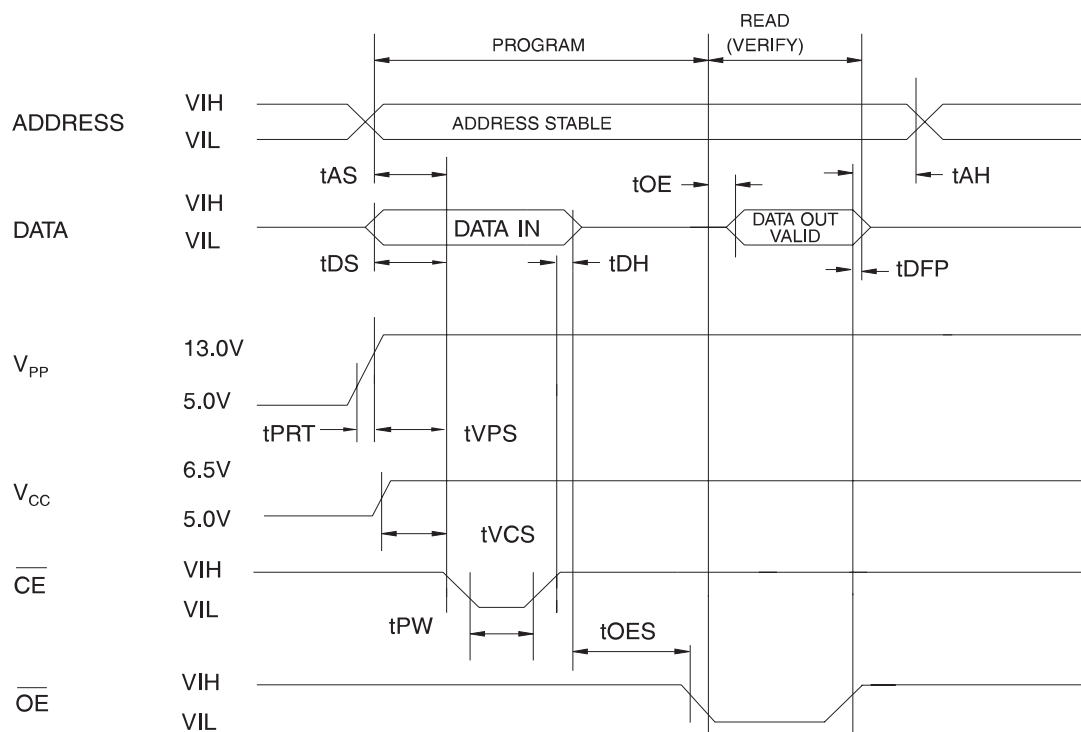 READ
PROGRAM
(VERIFY)
VIH
ADDRESS
ADDRESS STABLE
VIL
tAS
tOE
tAH
VIH
DATA
DATA IN
DATA OUT
VALID
VIL
tDS
tDH
tDFP
13.0V
VPP
5.0V
tPRT
tVPS
6.5V
VCC
5.0V
tVCS
CE
VIH
VIL
tPW
tOES
VIH
OE
VIL